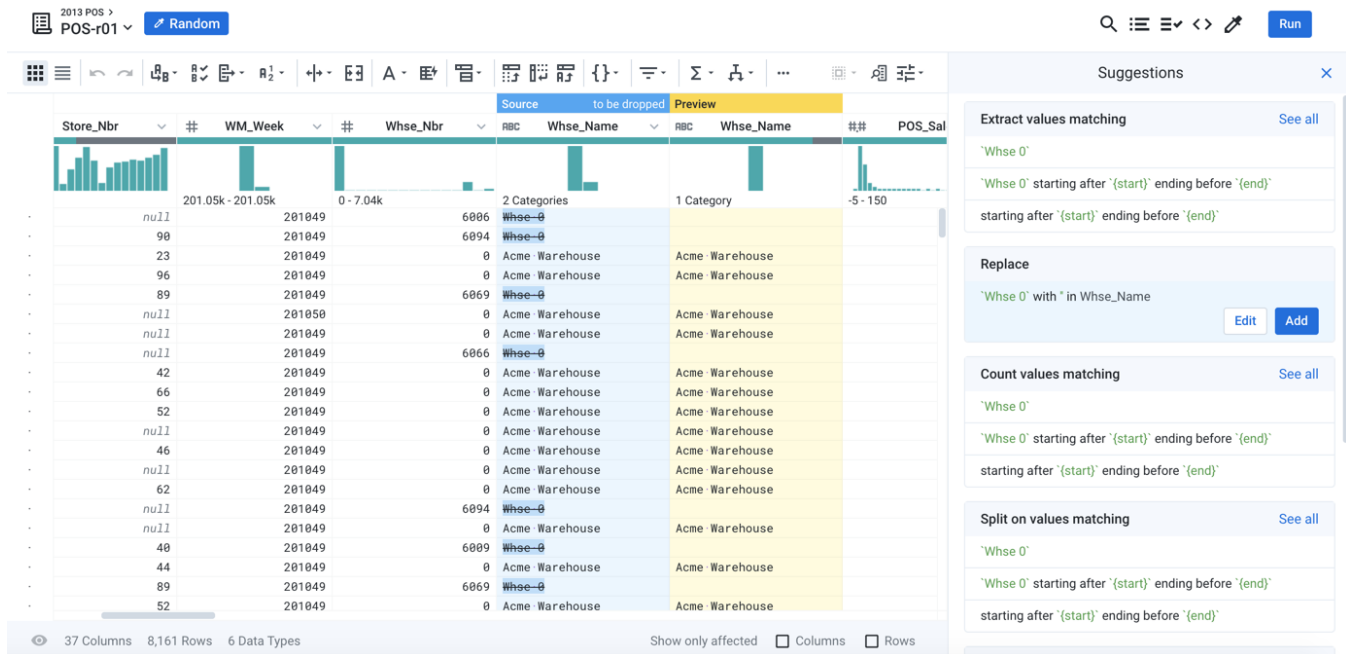 2013 POS >
POS-r01
Random
Run
Suggestions
Source to be dropped Preview
Store_Nbr # WM_Week # Whse_Nbr ABC Whse_Name ABC Whse_Name #.# POS_Sal
201.05k - 201.05k 0 - 7.04k 2 Categories 1 Category -5 - 150
null 201049 6006 Whse 0
90 201049 6094 Whse 0
23 201049 0 Acme Warehouse Acme Warehouse
96 201049 0 Acme Warehouse Acme Warehouse
89 201049 6069 Whse 0
null 201050 0 Acme Warehouse Acme Warehouse
null 201049 0 Acme Warehouse Acme Warehouse
null 201049 6066 Whse 0
42 201049 0 Acme Warehouse Acme Warehouse
66 201049 0 Acme Warehouse Acme Warehouse
52 201049 0 Acme Warehouse Acme Warehouse
null 201049 0 Acme Warehouse Acme Warehouse
46 201049 0 Acme Warehouse Acme Warehouse
null 201049 0 Acme Warehouse Acme Warehouse
62 201049 0 Acme Warehouse Acme Warehouse
null 201049 6094 Whse 0
null 201049 0 Acme Warehouse Acme Warehouse
40 201049 6009 Whse 0
44 201049 0 Acme Warehouse Acme Warehouse
89 201049 6069 Whse 0
52 201049 0 Acme Warehouse Acme Warehouse
37 Columns 8,161 Rows 6 Data Types Show only affected Columns Rows
Extract values matching See all
`Whse 0`
`Whse 0` starting after `{start}` ending before `{end}`
starting after `{start}` ending before `{end}`
Replace
`Whse 0` with '' in Whse_Name
Edit Add
Count values matching See all
`Whse 0`
`Whse 0` starting after `{start}` ending before `{end}`
starting after `{start}` ending before `{end}`
Split on values matching See all
`Whse 0`
`Whse 0` starting after `{start}` ending before `{end}`
starting after `{start}` ending before `{end}`